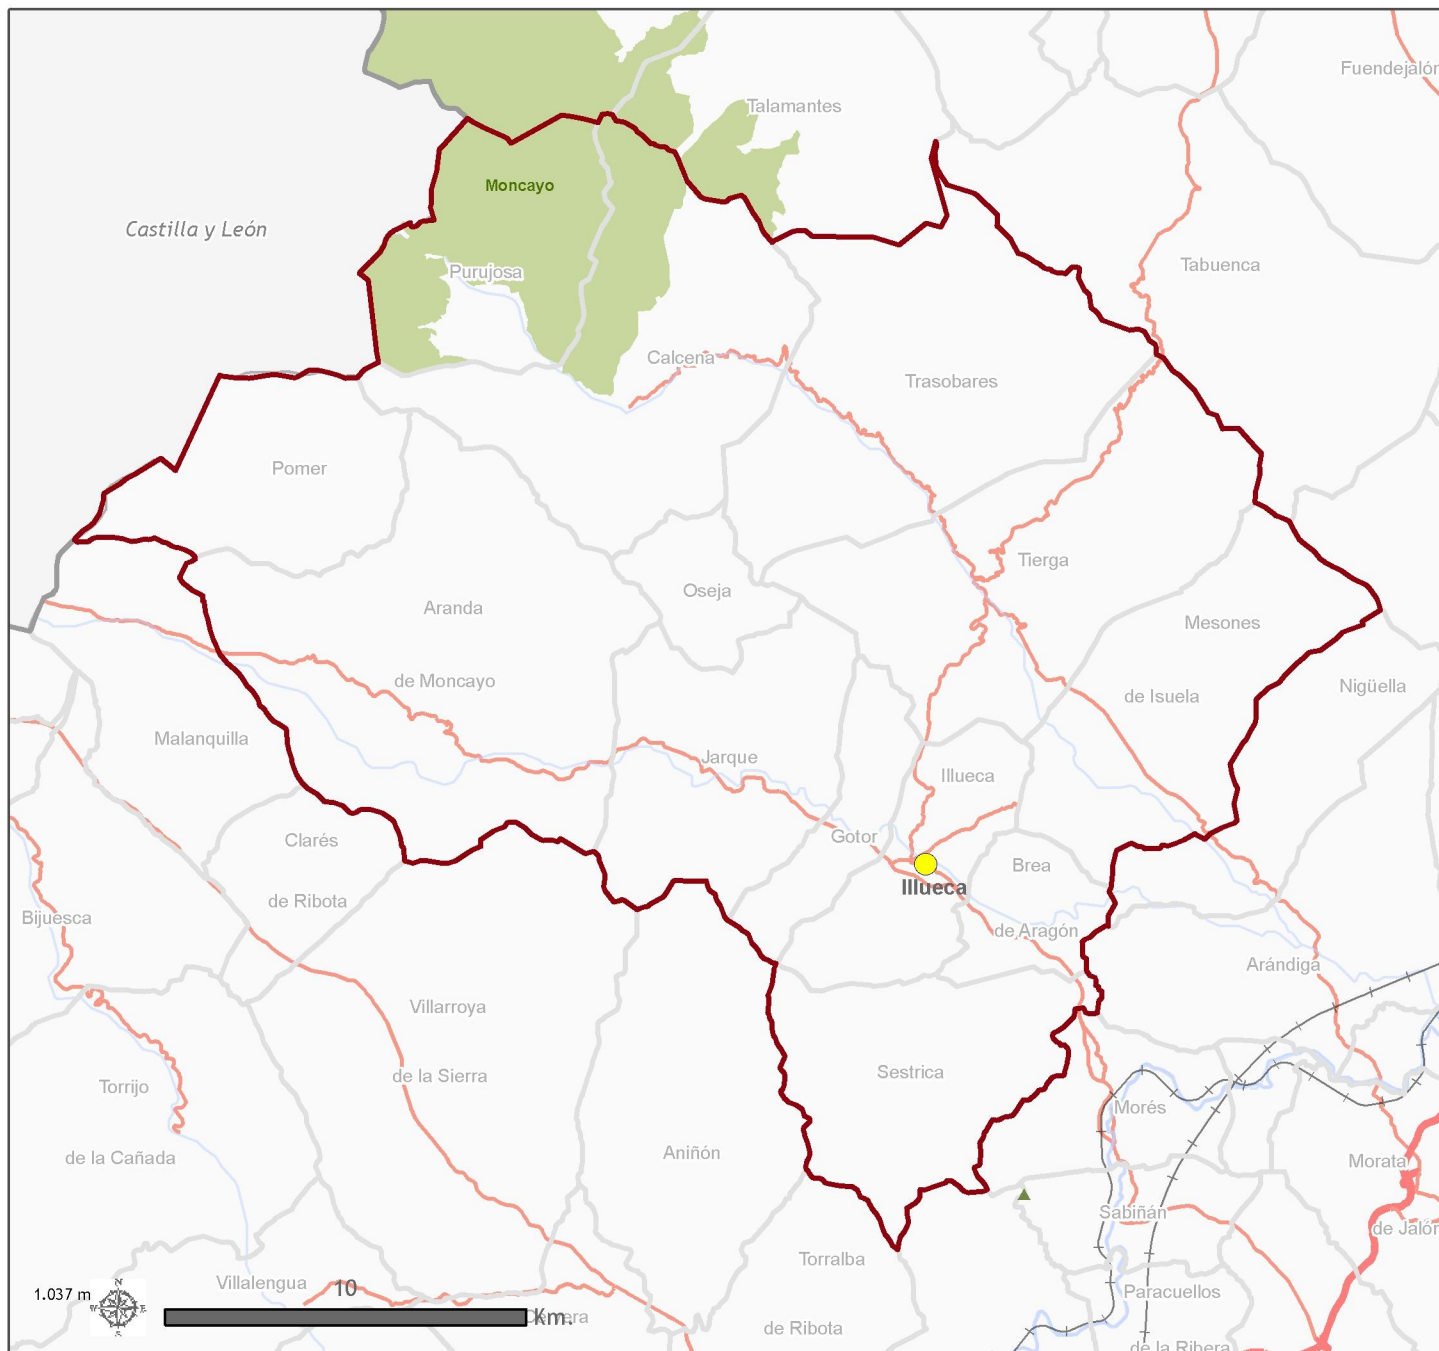 Fuendejalón
Talamantes
Moncayo
Castilla y León
Tabuenca
Purujosa
Calcena
Trasobares
Pomer
Tierga
Oseja
Aranda
de Moncayo
Mesones
de Isuela
Nigüella
Malanquilla
Jarque
Illueca
Clarés
de Ribota
Gotor
Brea
de Aragón
Illueca
Bijuesca
Arándiga
Villarroya
de la Sierra
Sestrica
Torrijo
de la Cañada
Morés
Aniñón
Morata
de Jalón
Sabiñán
Torralba
de Ribota
Villalengua
Paracuellos
de la Ribera
1.037 m
N
W
E
S
10
Km.